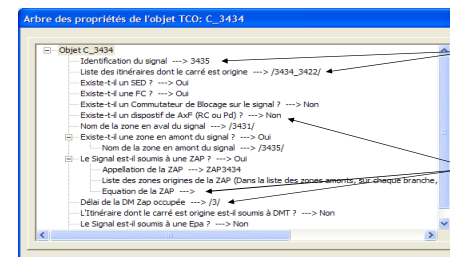 Arbre des propriétés de l'objet TCO: C_3434
Objet C_3434
Identification du signal ---> 3435
Liste des itinéraires dont le carré est origine ---> /3434_3422/
Existe-t-il un SED ? ---> Oui
Existe-t-il une FC ? ---> Oui
Existe-t-il un Commutateur de Blocage sur le signal ? ---> Non
Existe-t-il un dispostif de AxF (RC ou Pd) ? ---> Non
Nom de la zone en aval du signal ---> /3431/
Existe-t-il une zone en amont du signal ? ---> Oui
Nom de la zone en amont du signal ---> /3435/
Le Signal est-il soumis à une ZAP ? ---> Oui
Appellation de la ZAP ---> ZAP3434
Liste des zones origines de la ZAP (Dans la liste des zones amonts, sur chaque branche,
Equation de la ZAP --->
Délai de la DM Zap occupée ---> /3/
L'Itinéraire dont le carré est origine est-il soumis à DMT ? ---> Non
Le Signal est-il soumis à une Epa ? ---> Non